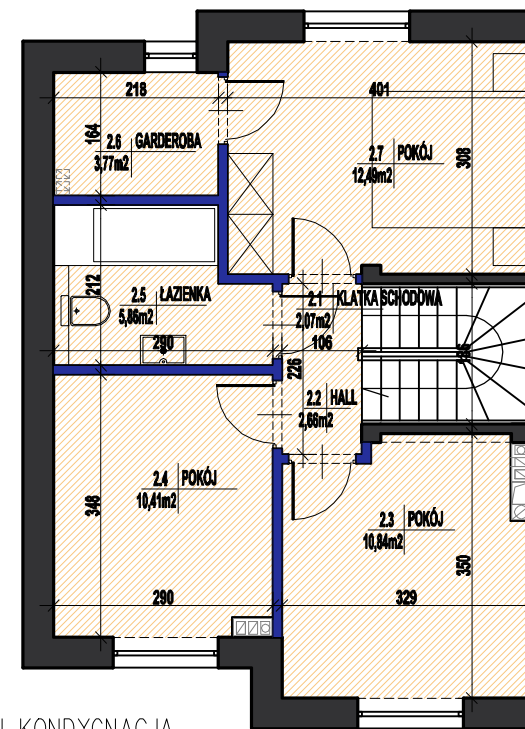 218
401
164
2.6 GARDEROBA
3,77m2
2.7 POKÓJ
12,49m2
308
212
2.5 ŁAZIENKA
5,86m2
290
2.1 KLATKA SCHODOWA
2,07m2
106
226
2.2 HALL
2,66m2
2.4 POKÓJ
10,41m2
348
2.3 POKÓJ
10,84m2
350
290
329
KONDYGNACJA